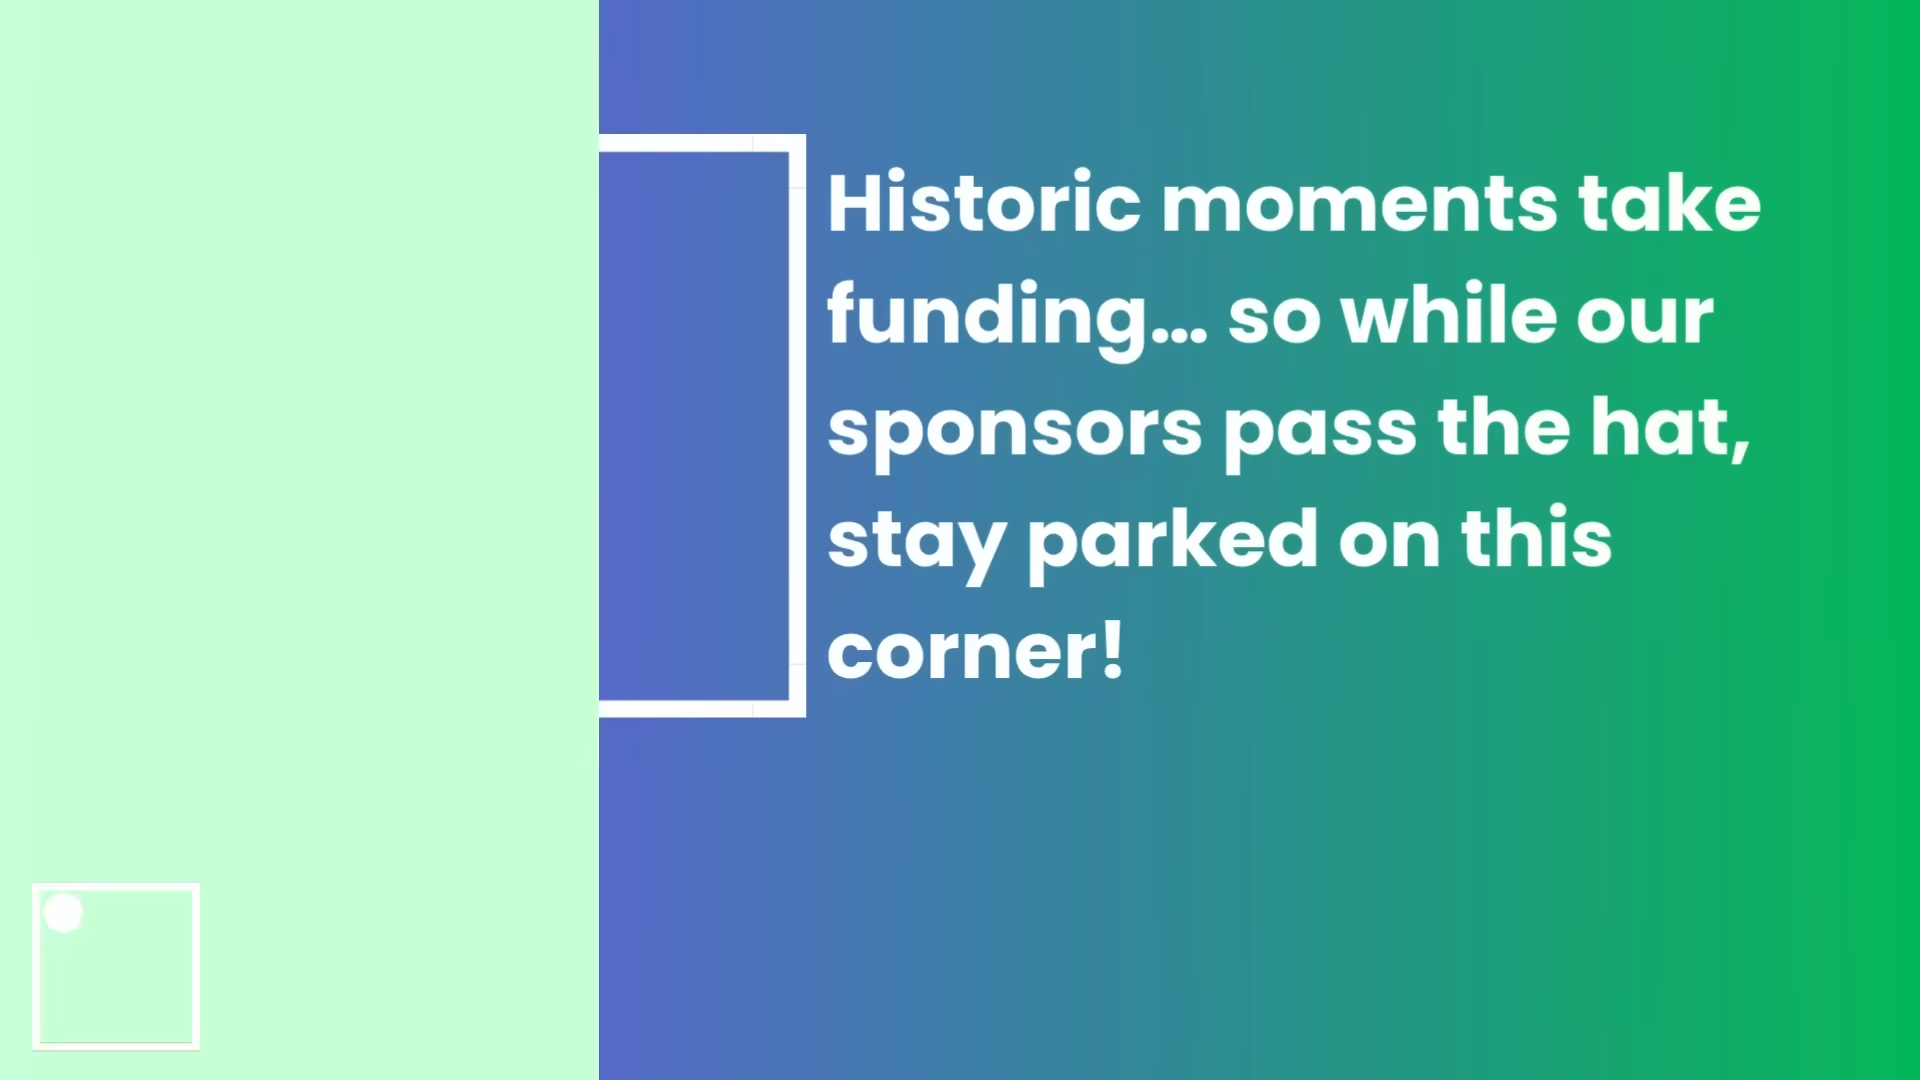 Historic moments take
funding... so while our
sponsors pass the hat,
stay parked on this
corner!